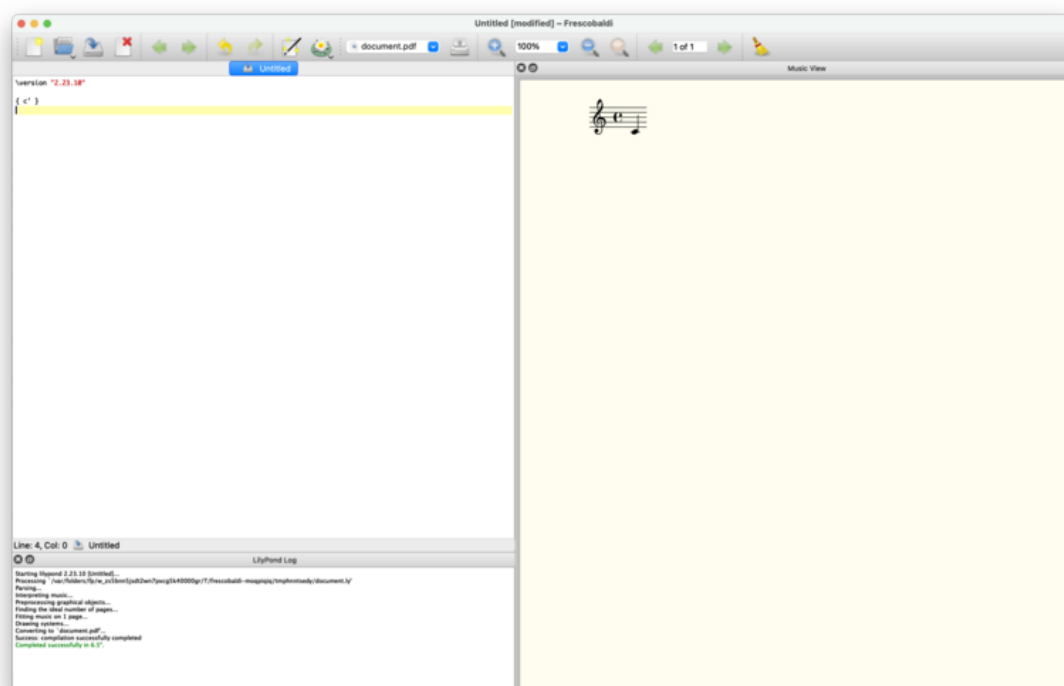 Untitled [modified] – Frescobaldi
document.pdf
100%
1 of 1
Untitled
Music View
\version "2.23.10"
{ c' }
Line: 4, Col: 0 Untitled
LilyPond Log
Starting lilypond 2.23.10 [Untitled]...
Processing `
Parsing...
Interpreting music...
Preprocessing graphical objects...
Finding the ideal number of pages...
Fitting music on 1 page...
Drawing systems...
Converting to `document.pdf'...
Success: compilation successfully completed
Completed successfully in 6.5".